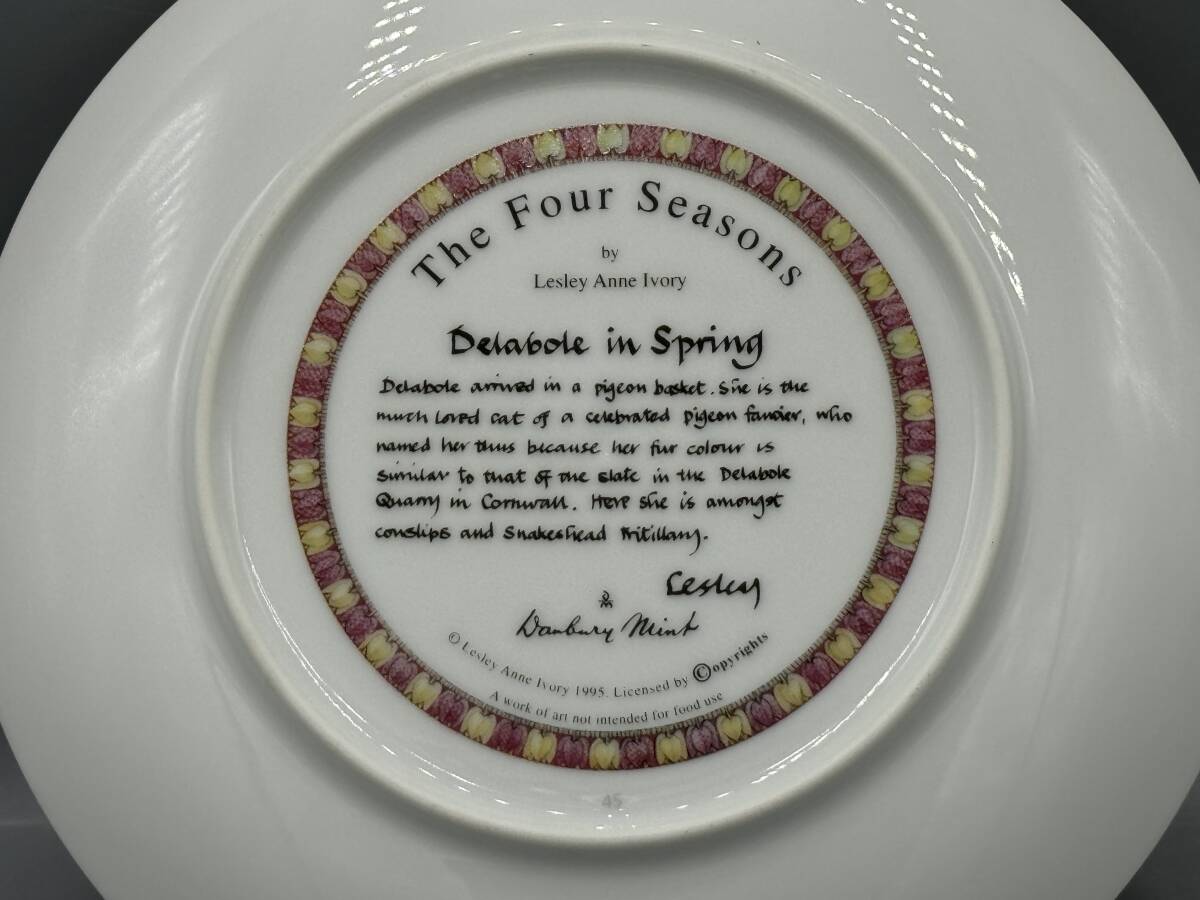 The Four Seasons
by
Lesley Anne Ivory
Delabole in Spring
Delabole arrived in a pigeon basket. She is the
much loved cat of a celebrated pigeon fancier, who
named her thus because her fur colour is
similar to that of the slate in the Delabole
Quarry in Cornwall. Here she is amongst
cowslips and Snakeshead Fritillary.
Lesley
Danbury Mint
© Lesley Anne Ivory 1995. Licensed by ©opyrights
A work of art not intended for food use
45